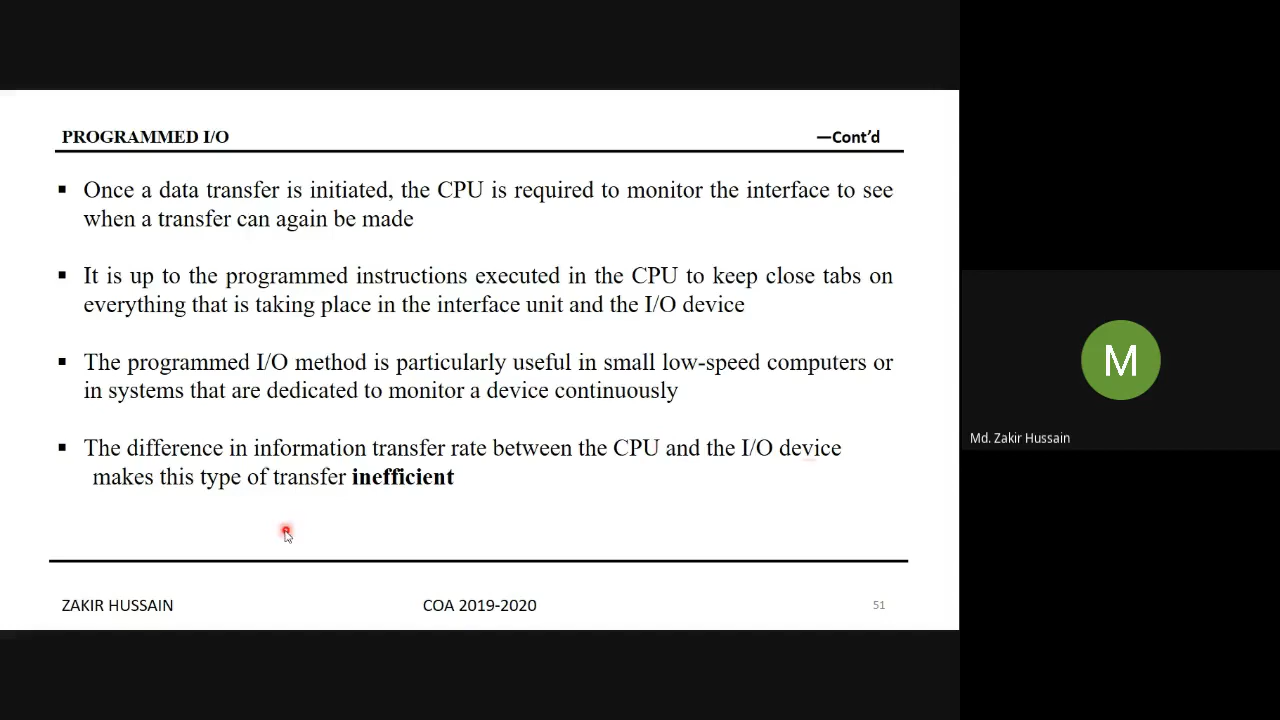 PROGRAMMED I/O
—Cont’d
▪ Once a data transfer is initiated, the CPU is required to monitor the interface to see
when a transfer can again be made
▪ It is up to the programmed instructions executed in the CPU to keep close tabs on
everything that is taking place in the interface unit and the I/O device
▪ The programmed I/O method is particularly useful in small low-speed computers or
in systems that are dedicated to monitor a device continuously
▪ The difference in information transfer rate between the CPU and the I/O device
makes this type of transfer inefficient
ZAKIR HUSSAIN
COA 2019-2020
51
M
Md. Zakir Hussain